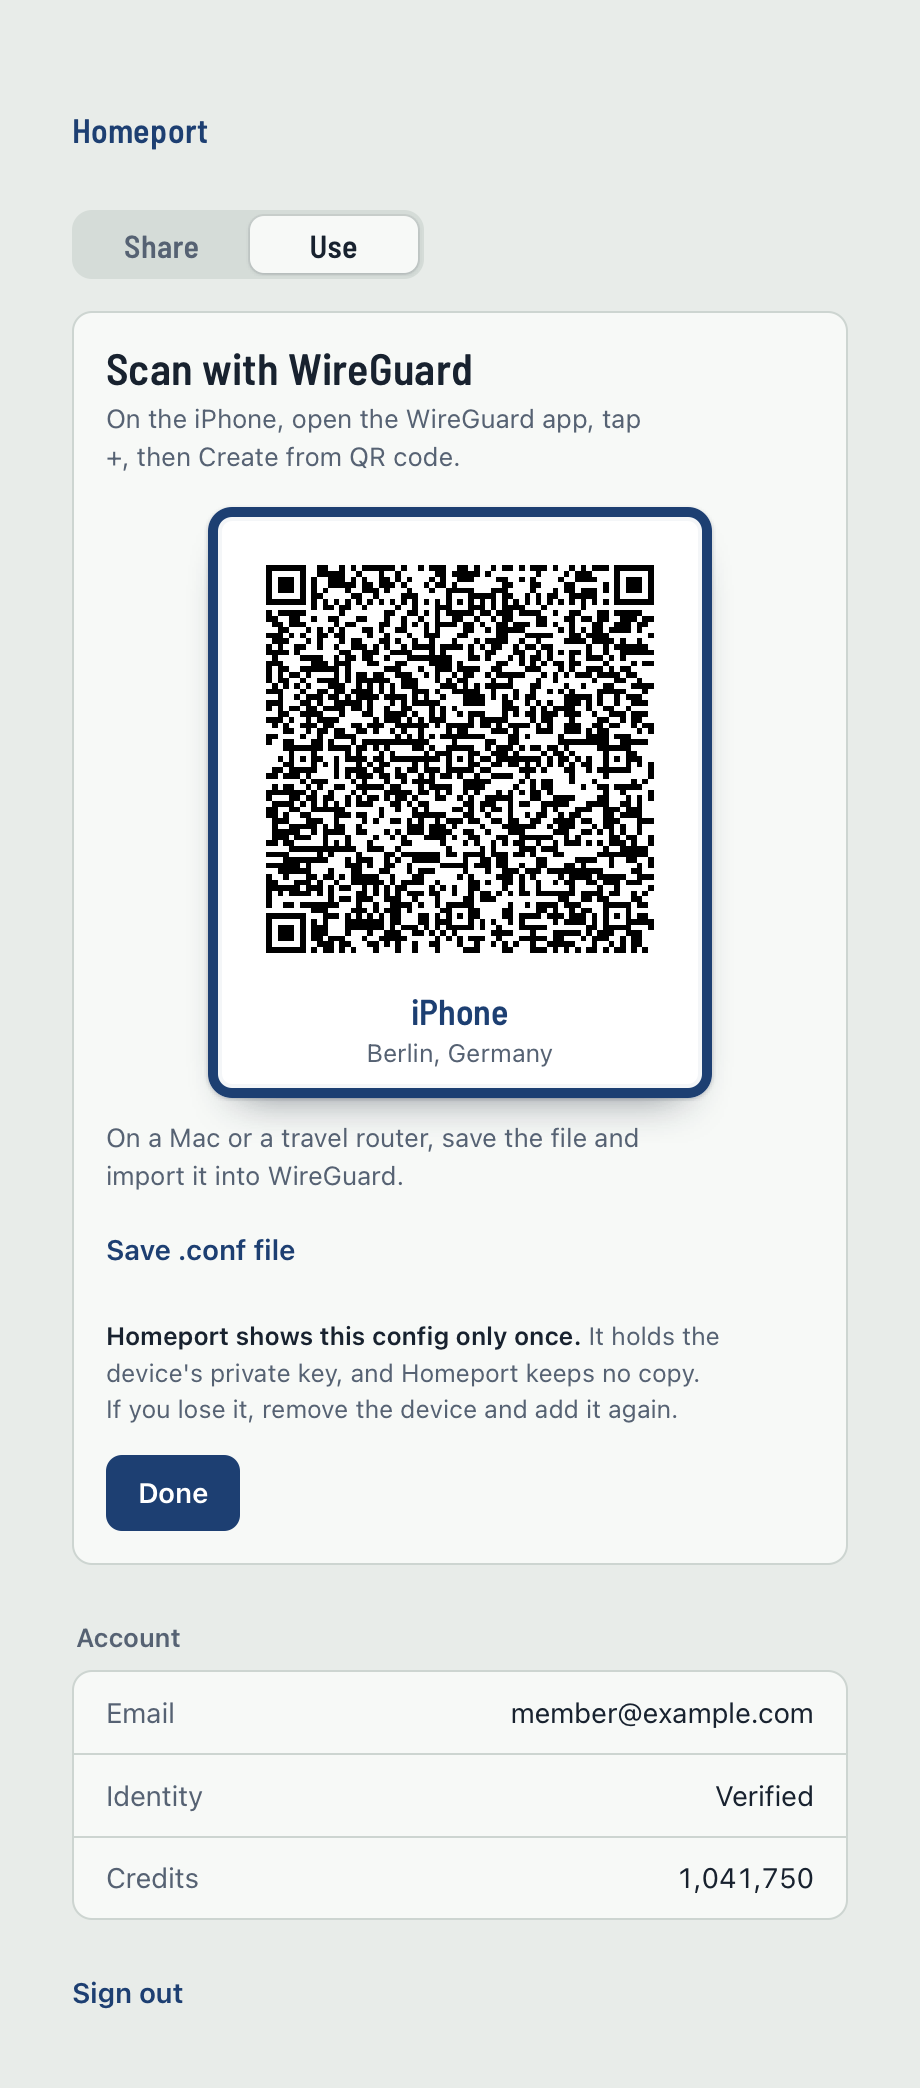 Homeport
Share
Use
Scan with WireGuard
On the iPhone, open the WireGuard app, tap
+, then Create from QR code.
iPhone
Berlin, Germany
On a Mac or a travel router, save the file and
import it into WireGuard.
Save .conf file
Homeport shows this config only once. It holds the
device's private key, and Homeport keeps no copy.
If you lose it, remove the device and add it again.
Done
Account
Email member@example.com
Identity Verified
Credits 1,041,750
Sign out